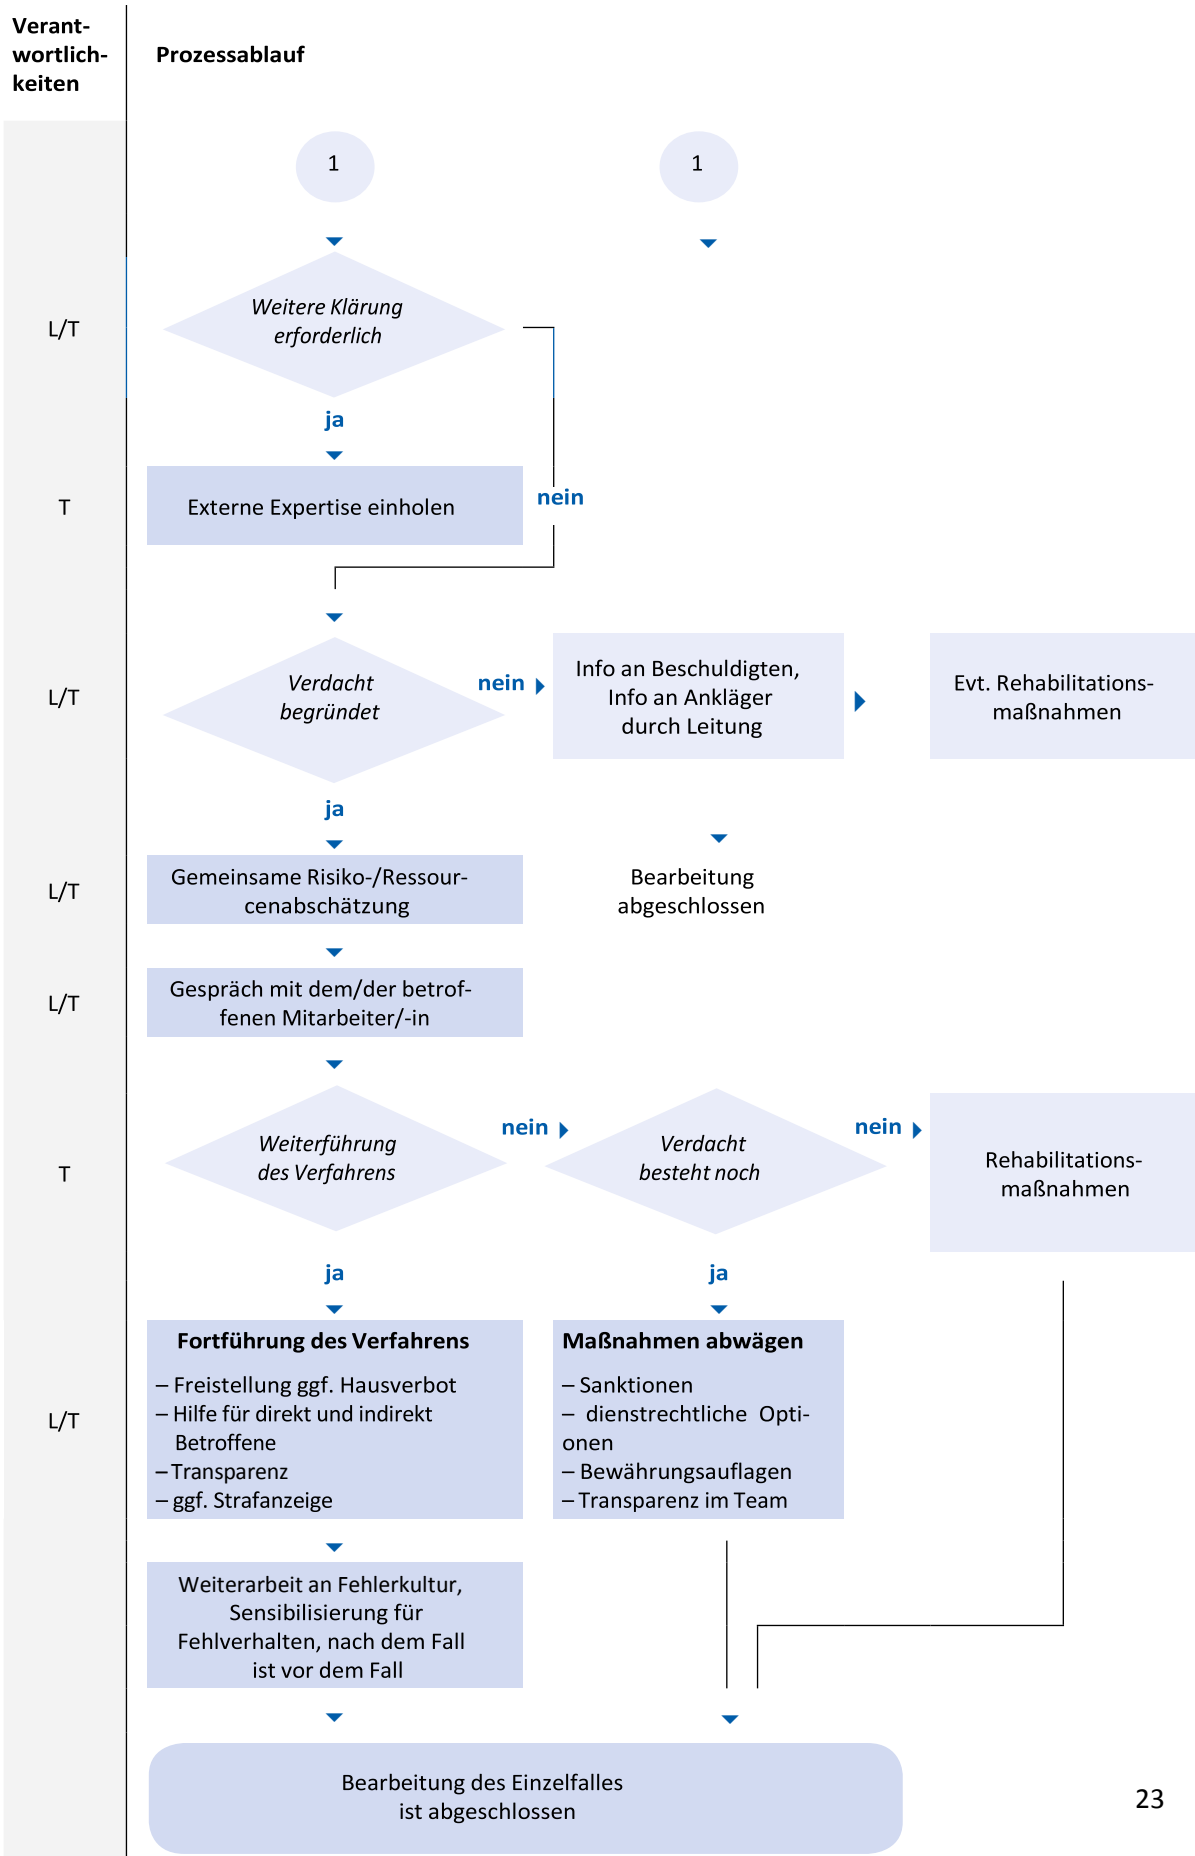 Verant-
wortlich-
keiten
Prozessablauf
1
1
L/T
Weitere Klärung
erforderlich
ja
T
Externe Expertise einholen
nein
L/T
Verdacht
begründet
nein
Info an Beschuldigten,
Info an Ankläger
durch Leitung
Evt. Rehabilitations-
maßnahmen
ja
L/T
Gemeinsame Risiko-/Ressour-
cenabschätzung
Bearbeitung
abgeschlossen
L/T
Gespräch mit dem/der betrof-
fenen Mitarbeiter/-in
T
Weiterführung
des Verfahrens
nein
Verdacht
besteht noch
nein
Rehabilitations-
maßnahmen
ja
ja
L/T
Fortführung des Verfahrens
– Freistellung ggf. Hausverbot
– Hilfe für direkt und indirekt
Betroffene
– Transparenz
– ggf. Strafanzeige
Maßnahmen abwägen
– Sanktionen
– dienstrechtliche Opti-
onen
– Bewährungsauflagen
– Transparenz im Team
Weiterarbeit an Fehlerkultur,
Sensibilisierung für
Fehlverhalten, nach dem Fall
ist vor dem Fall
Bearbeitung des Einzelfalles
ist abgeschlossen
23